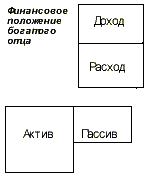 Финансовое
положение
богатого
отца
Доход
Расход
Актив
Пассив